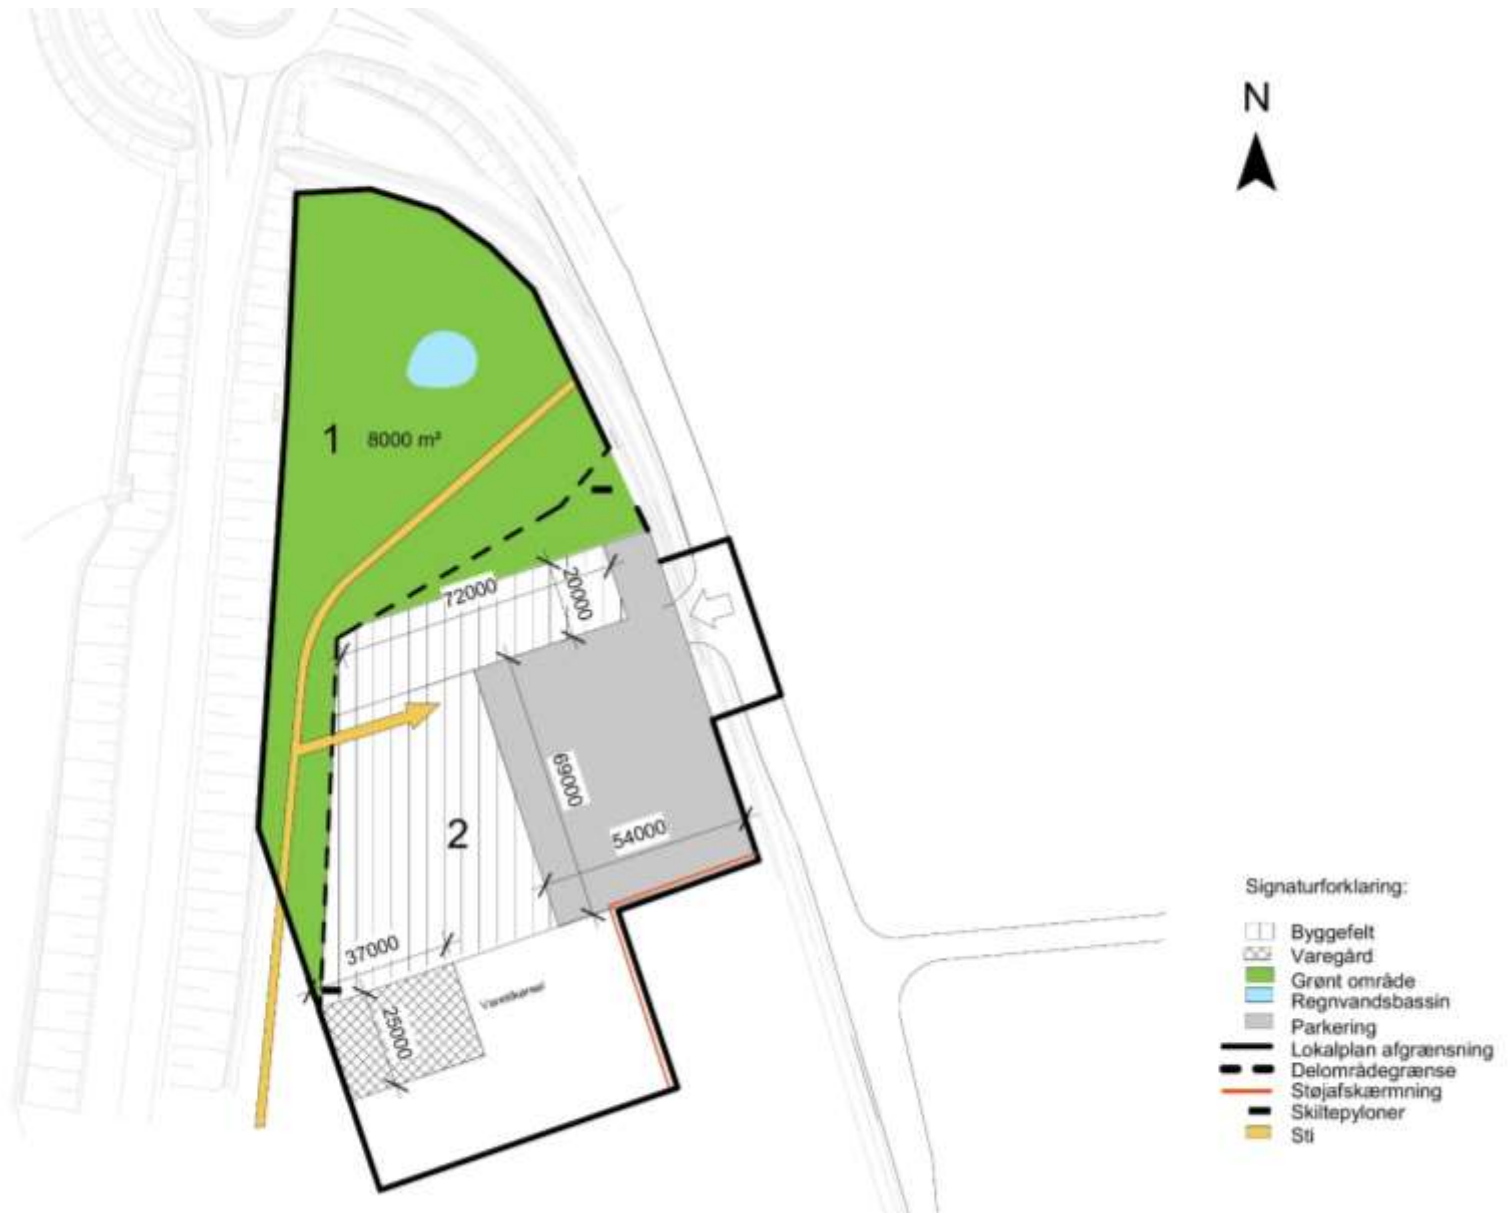 N
1 8000 m²
72000
20000
69000
54000
2
37000
25000
Varetilkørsel
Signaturforklaring:
Byggefelt
Varegård
Grønt område
Regnvandsbassin
Parkering
Lokalplan afgrænsning
Delområdegrænse
Støjafskærmning
Skiltepyloner
Sti